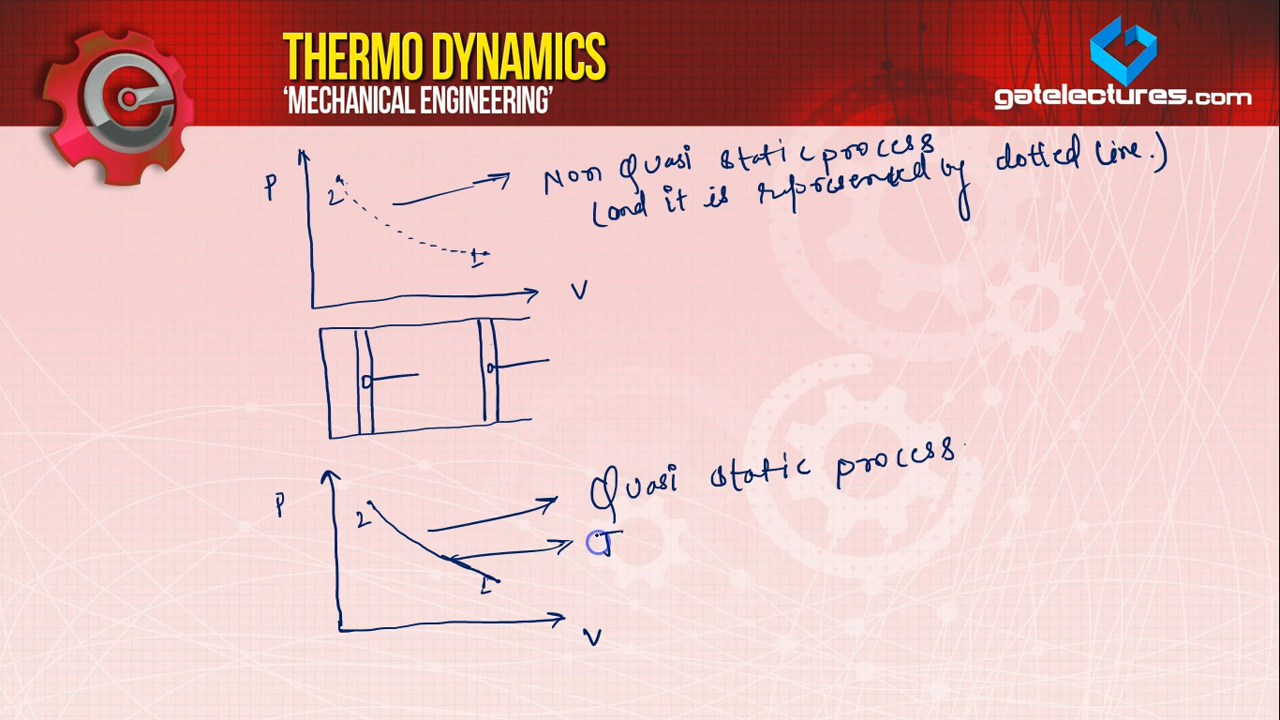 THERMO DYNAMICS
'MECHANICAL ENGINEERING'
gatelectures.com
P
2
1
V
Non Quasi static process
(and it is represented by dotted line.)
P
2
1
V
Quasi static process.
I